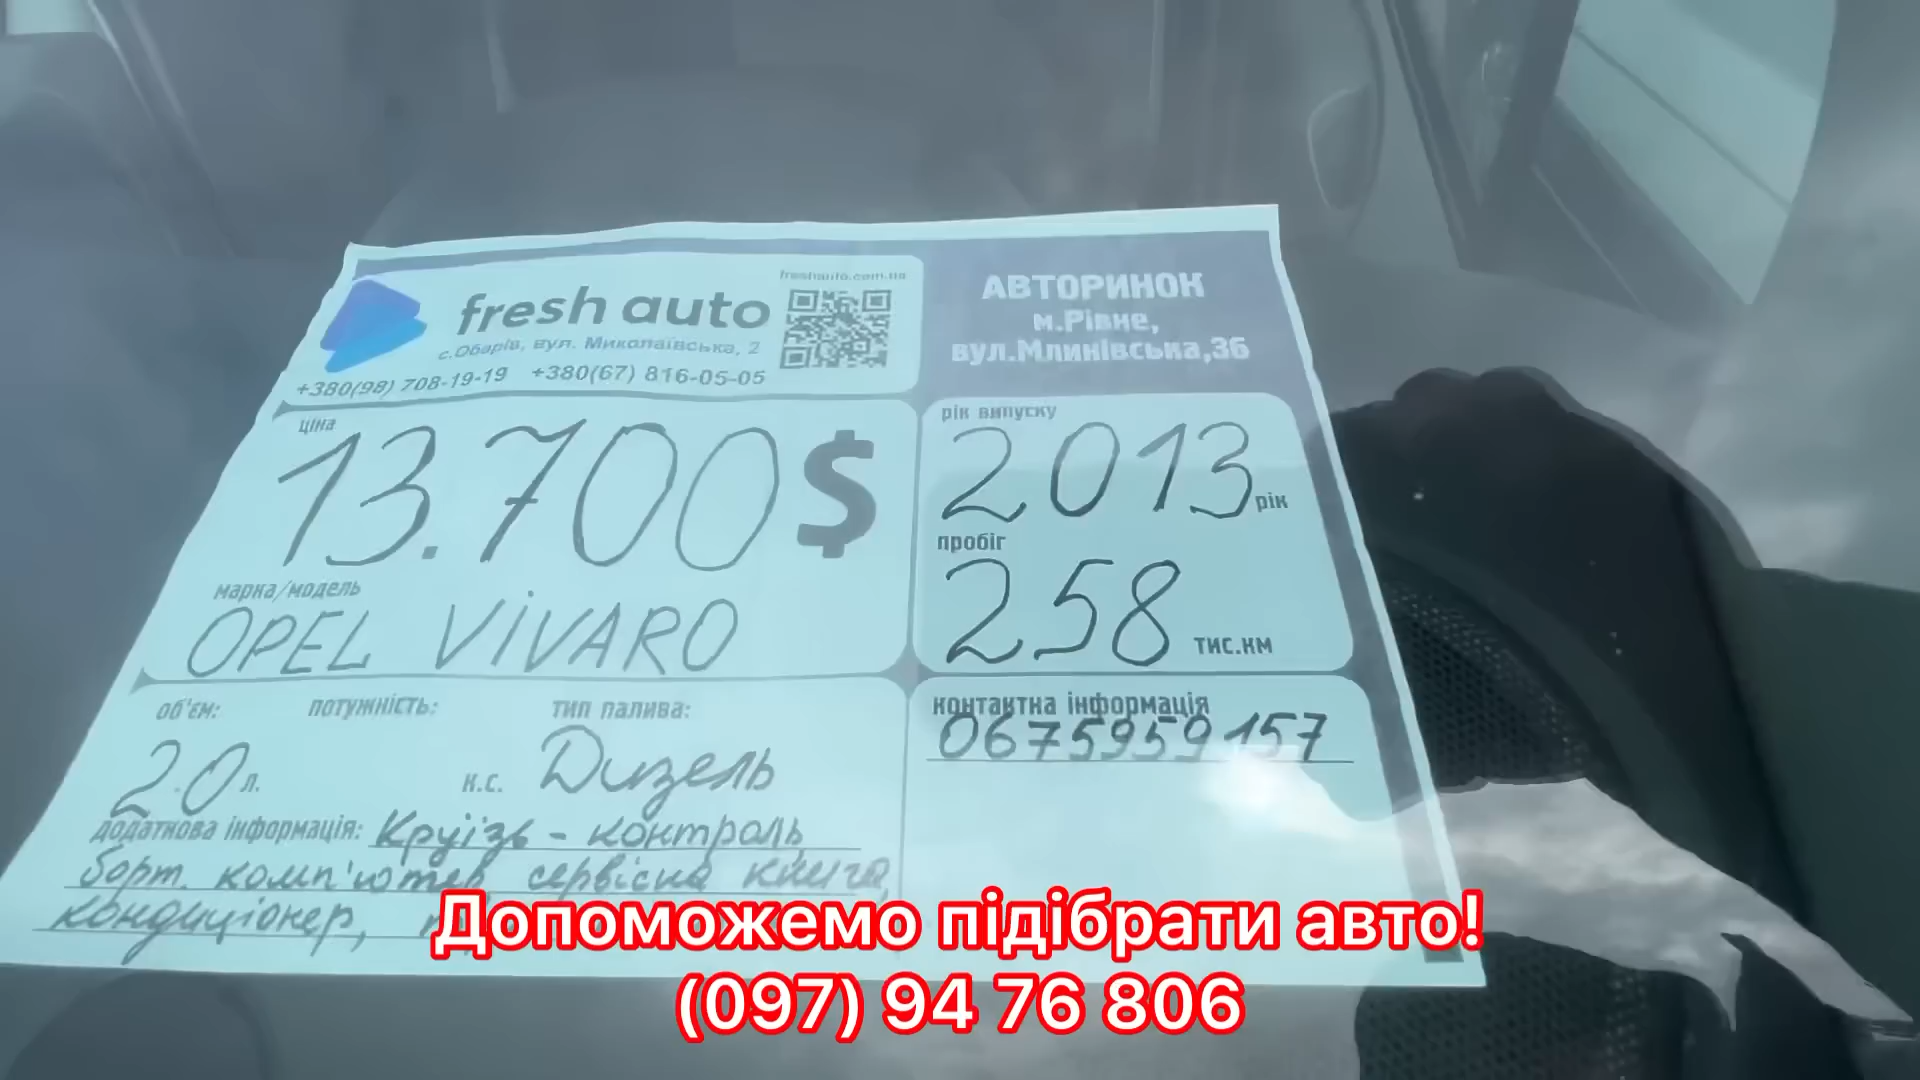 freshauto.com.ua
fresh auto
с.Обарів, вул. Миколаївська, 2
+380(98) 708-19-19 +380(67) 816-05-05
АВТОРИНОК
м.Рівне,
вул.Млинівська,36
ціна
13.700$
марка/модель
OPEL VIVARO
рік випуску
2013 рік
пробіг
258 тис.км
об'єм: потужність: тип палива:
2.0 л. к.с. Дизель
додаткова інформація: Круїзь - контроль
борт. комп'ютер, сервісна книга,
кондиціонер,
контактна інформація
0675959157
Допоможемо підібрати авто!
(097) 94 76 806